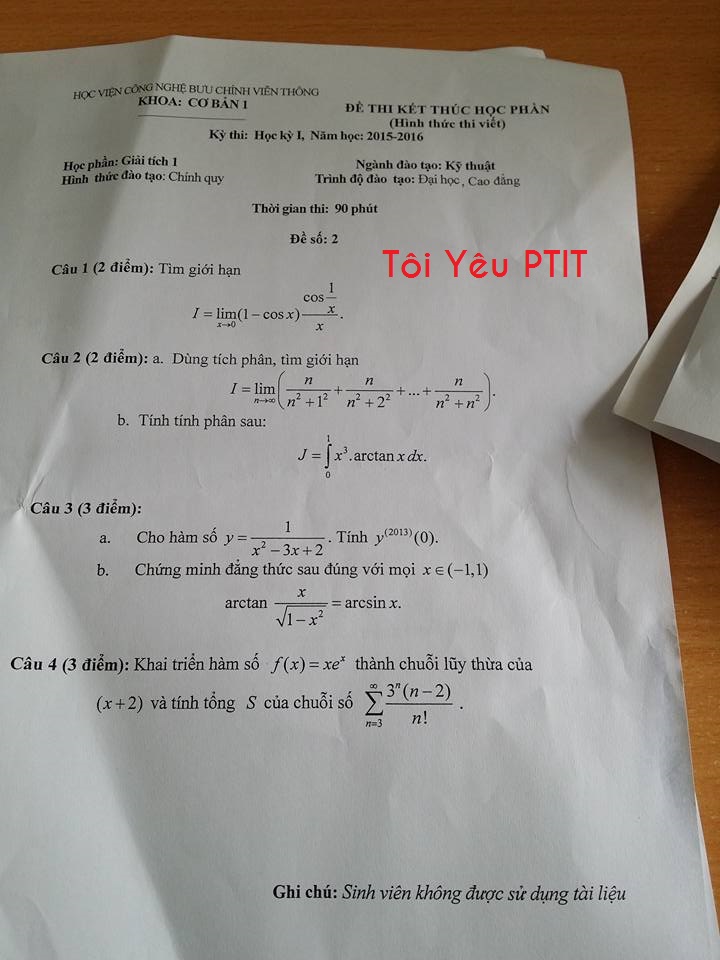 HỌC VIỆN CÔNG NGHỆ BƯU CHÍNH VIỄN THÔNG
KHOA: CƠ BẢN 1
ĐỀ THI KẾT THÚC HỌC PHẦN
(Hình thức thi viết)
Kỳ thi: Học kỳ I, Năm học: 2015-2016
Học phần: Giải tích 1
Ngành đào tạo: Kỹ thuật
Hình thức đào tạo: Chính quy
Trình độ đào tạo: Đại học, Cao đẳng
Thời gian thi: 90 phút
Đề số: 2
Tôi Yêu PTIT
Câu 1 (2 điểm): Tìm giới hạn
I = lim_{x→0} (1 − cos x) \frac{cos \frac{1}{x}}{x}.
Câu 2 (2 điểm): a. Dùng tích phân, tìm giới hạn
I = lim_{n→∞} ( \frac{n}{n^2+1^2} + \frac{n}{n^2+2^2} + ... + \frac{n}{n^2+n^2} ).
b. Tính tính phân sau:
J = ∫_0^1 x^3.arctan x dx.
Câu 3 (3 điểm):
a. Cho hàm số y = \frac{1}{x^2−3x+2}. Tính y^{(2013)}(0).
b. Chứng minh đẳng thức sau đúng với mọi x∈(−1,1)
arctan \frac{x}{\sqrt{1−x^2}} = arcsin x.
Câu 4 (3 điểm): Khai triển hàm số f(x) = xe^x thành chuỗi lũy thừa của
(x+2) và tính tổng S của chuỗi số ∑_{n=3}^{∞} \frac{3^n(n−2)}{n!}.
Ghi chú: Sinh viên không được sử dụng tài liệu